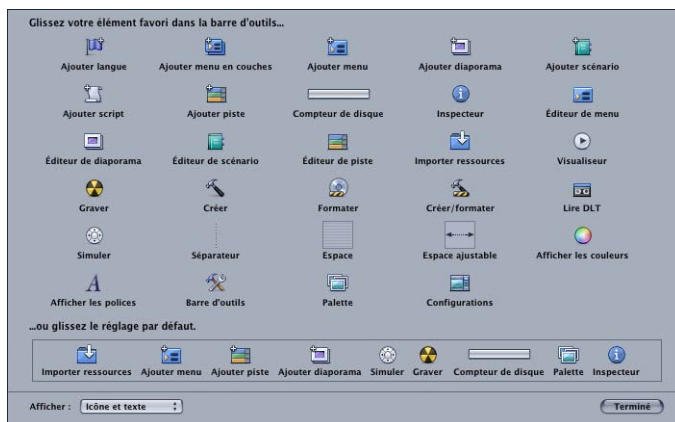 Glissez votre élément favori dans la barre d'outils...
Ajouter langue Ajouter menu en couches Ajouter menu Ajouter diaporama Ajouter scénario
Ajouter script Ajouter piste Compteur de disque Inspecteur Éditeur de menu
Éditeur de diaporama Éditeur de scénario Éditeur de piste Importer ressources Visualiseur
Graver Créer Formater Créer/formater Lire DLT
Simuler Séparateur Espace Espace ajustable Afficher les couleurs
Afficher les polices Barre d'outils Palette Configurations
...ou glissez le réglage par défaut.
Importer ressources Ajouter menu Ajouter piste Ajouter diaporama Simuler Graver Compteur de disque Palette Inspecteur
Afficher : Icône et texte Terminé